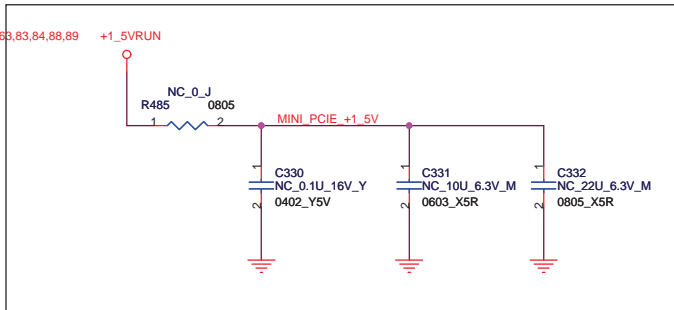 63,83,84,88,89 +1_5VRUN
NC_0_J
R485 0805
1 2 MINI_PCIE_+1_5V
1 C330
NC_0.1U_16V_Y
2 0402_Y5V
1 C331
NC_10U_6.3V_M
2 0603_X5R
1 C332
NC_22U_6.3V_M
2 0805_X5R